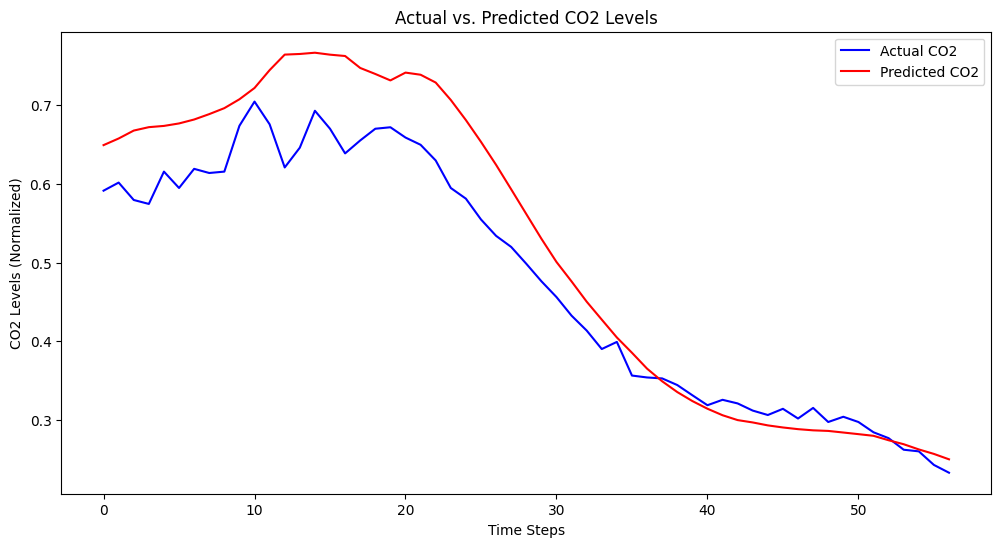 Actual vs. Predicted CO2 Levels
Actual CO2
Predicted CO2
CO2 Levels (Normalized)
0.7
0.6
0.5
0.4
0.3
0 10 20 30 40 50
Time Steps